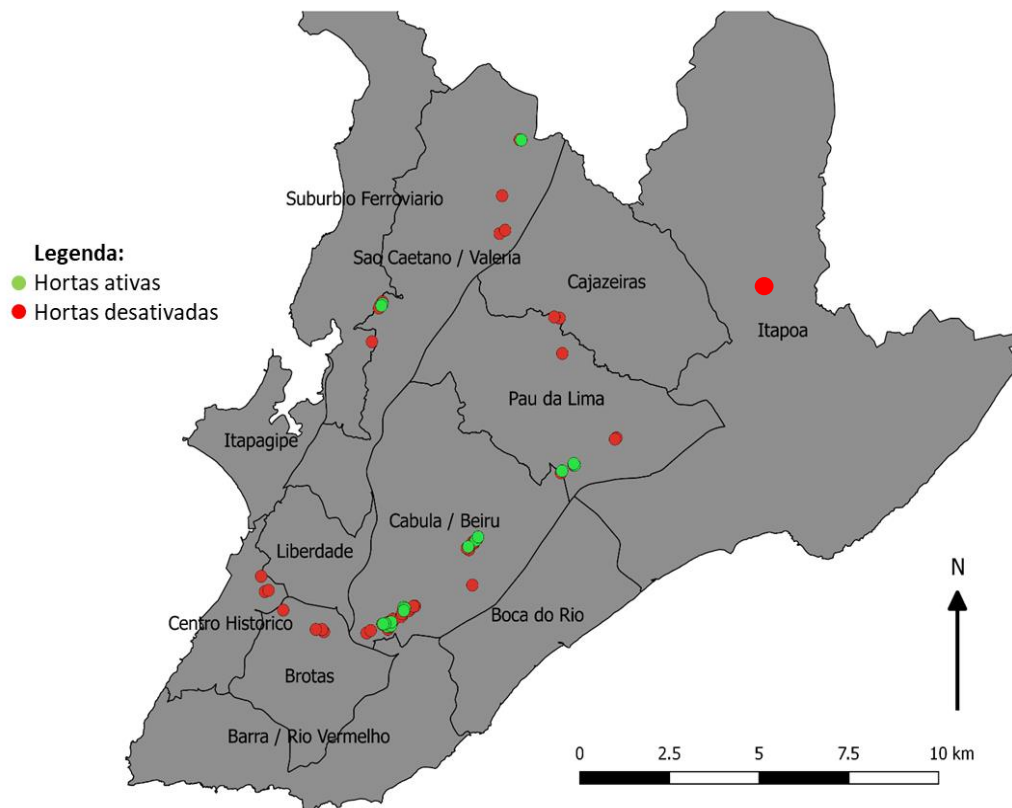 Suburbio Ferroviario
Legenda:
Hortas ativas
Hortas desativadas
Sao Caetano / Valeria
Cajazeiras
Itapoa
Pau da Lima
Itapagipe
Cabula / Beiru
Liberdade
Boca do Rio
Centro Historico
Brotas
Barra / Rio Vermelho
N
0 2.5 5 7.5 10 km